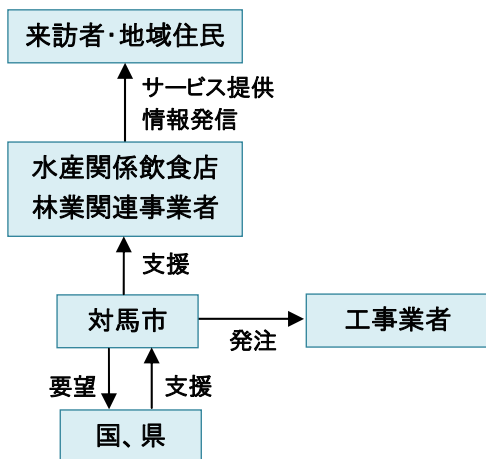 来訪者・地域住民
サービス提供
情報発信
水産関係飲食店
林業関連事業者
支援
対馬市
発注
工事業者
要望
支援
国、県